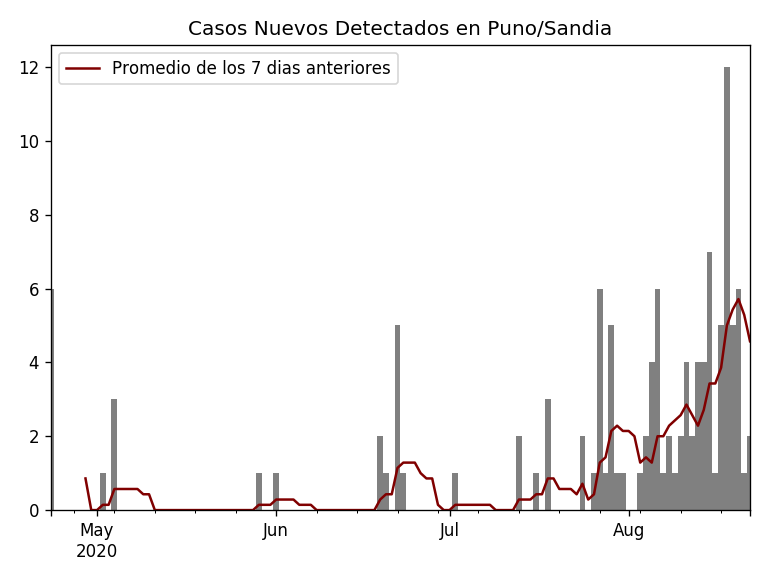 Casos Nuevos Detectados en Puno/Sandia
Promedio de los 7 dias anteriores
12
10
8
6
4
2
0
May
2020
Jun
Jul
Aug